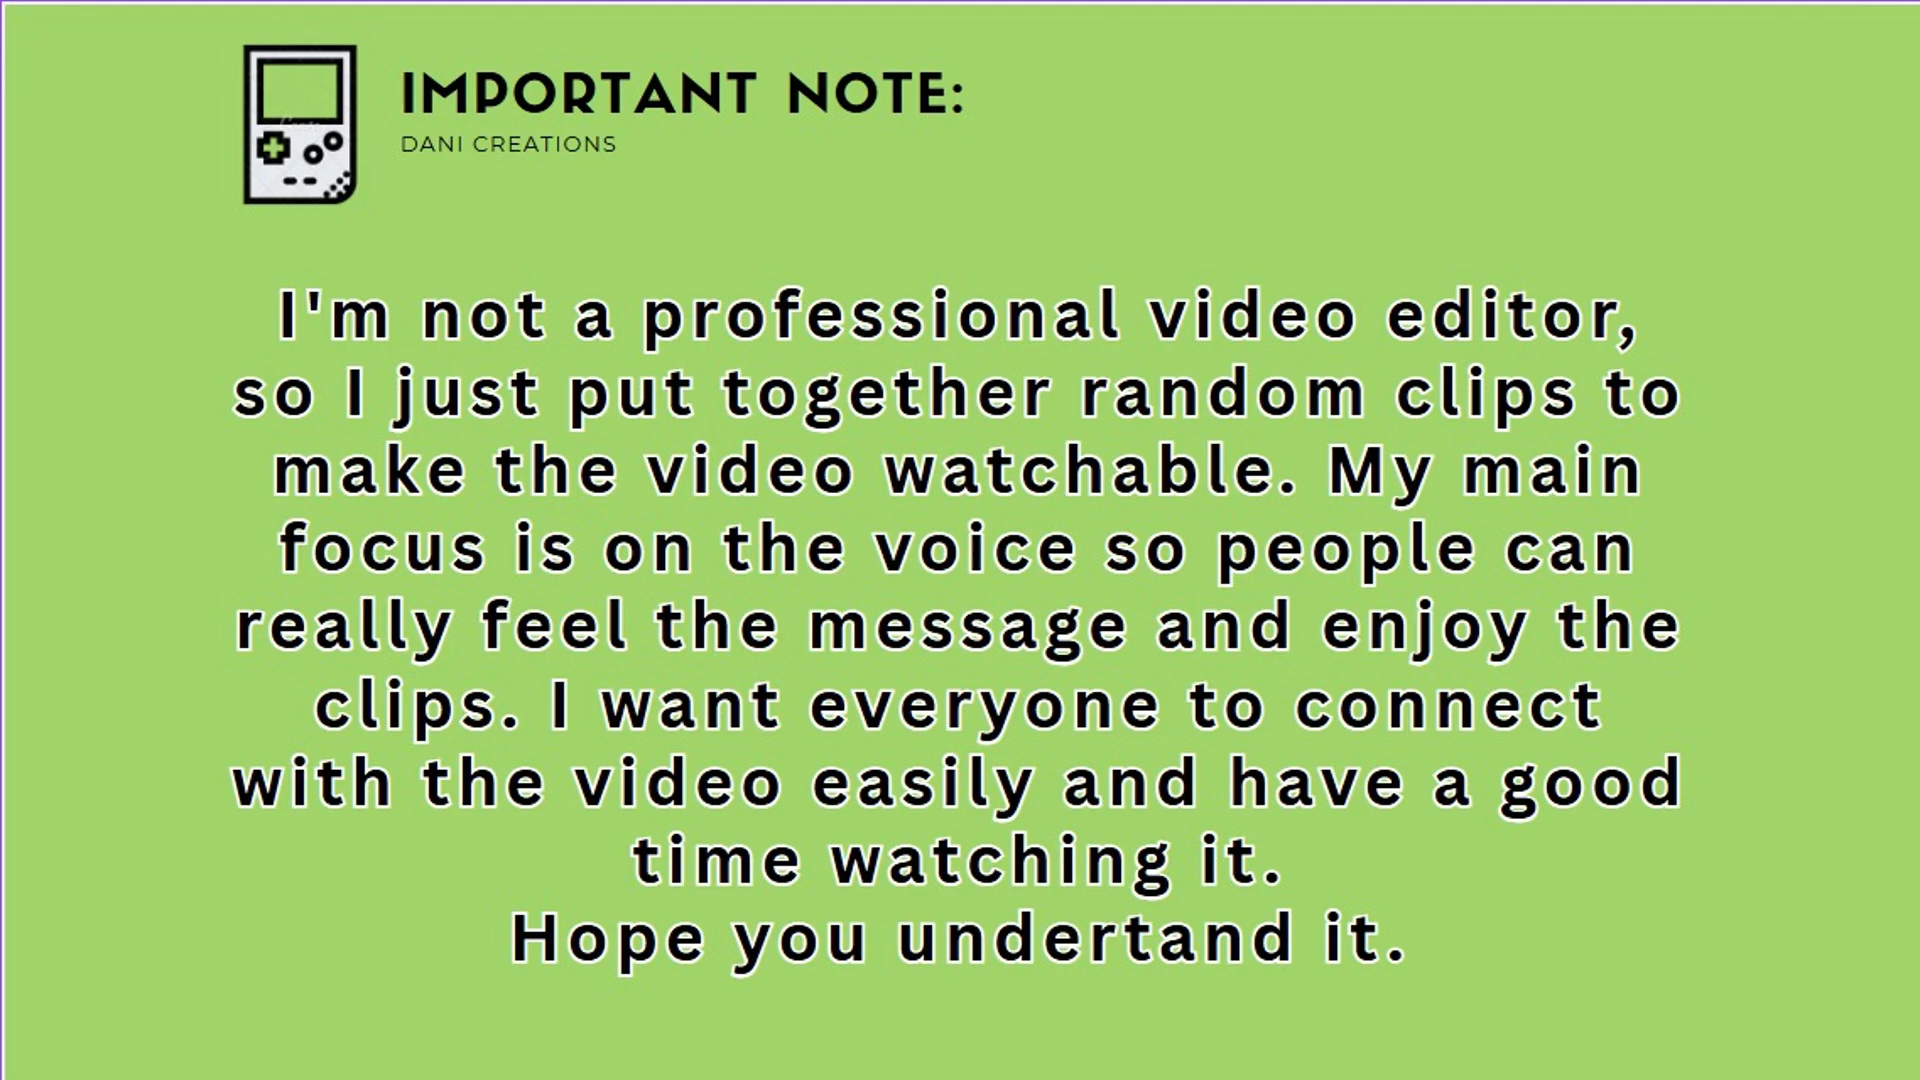 IMPORTANT NOTE:
DANI CREATIONS
I'm not a professional video editor,
so I just put together random clips to
make the video watchable. My main
focus is on the voice so people can
really feel the message and enjoy the
clips. I want everyone to connect
with the video easily and have a good
time watching it.
Hope you undertand it.